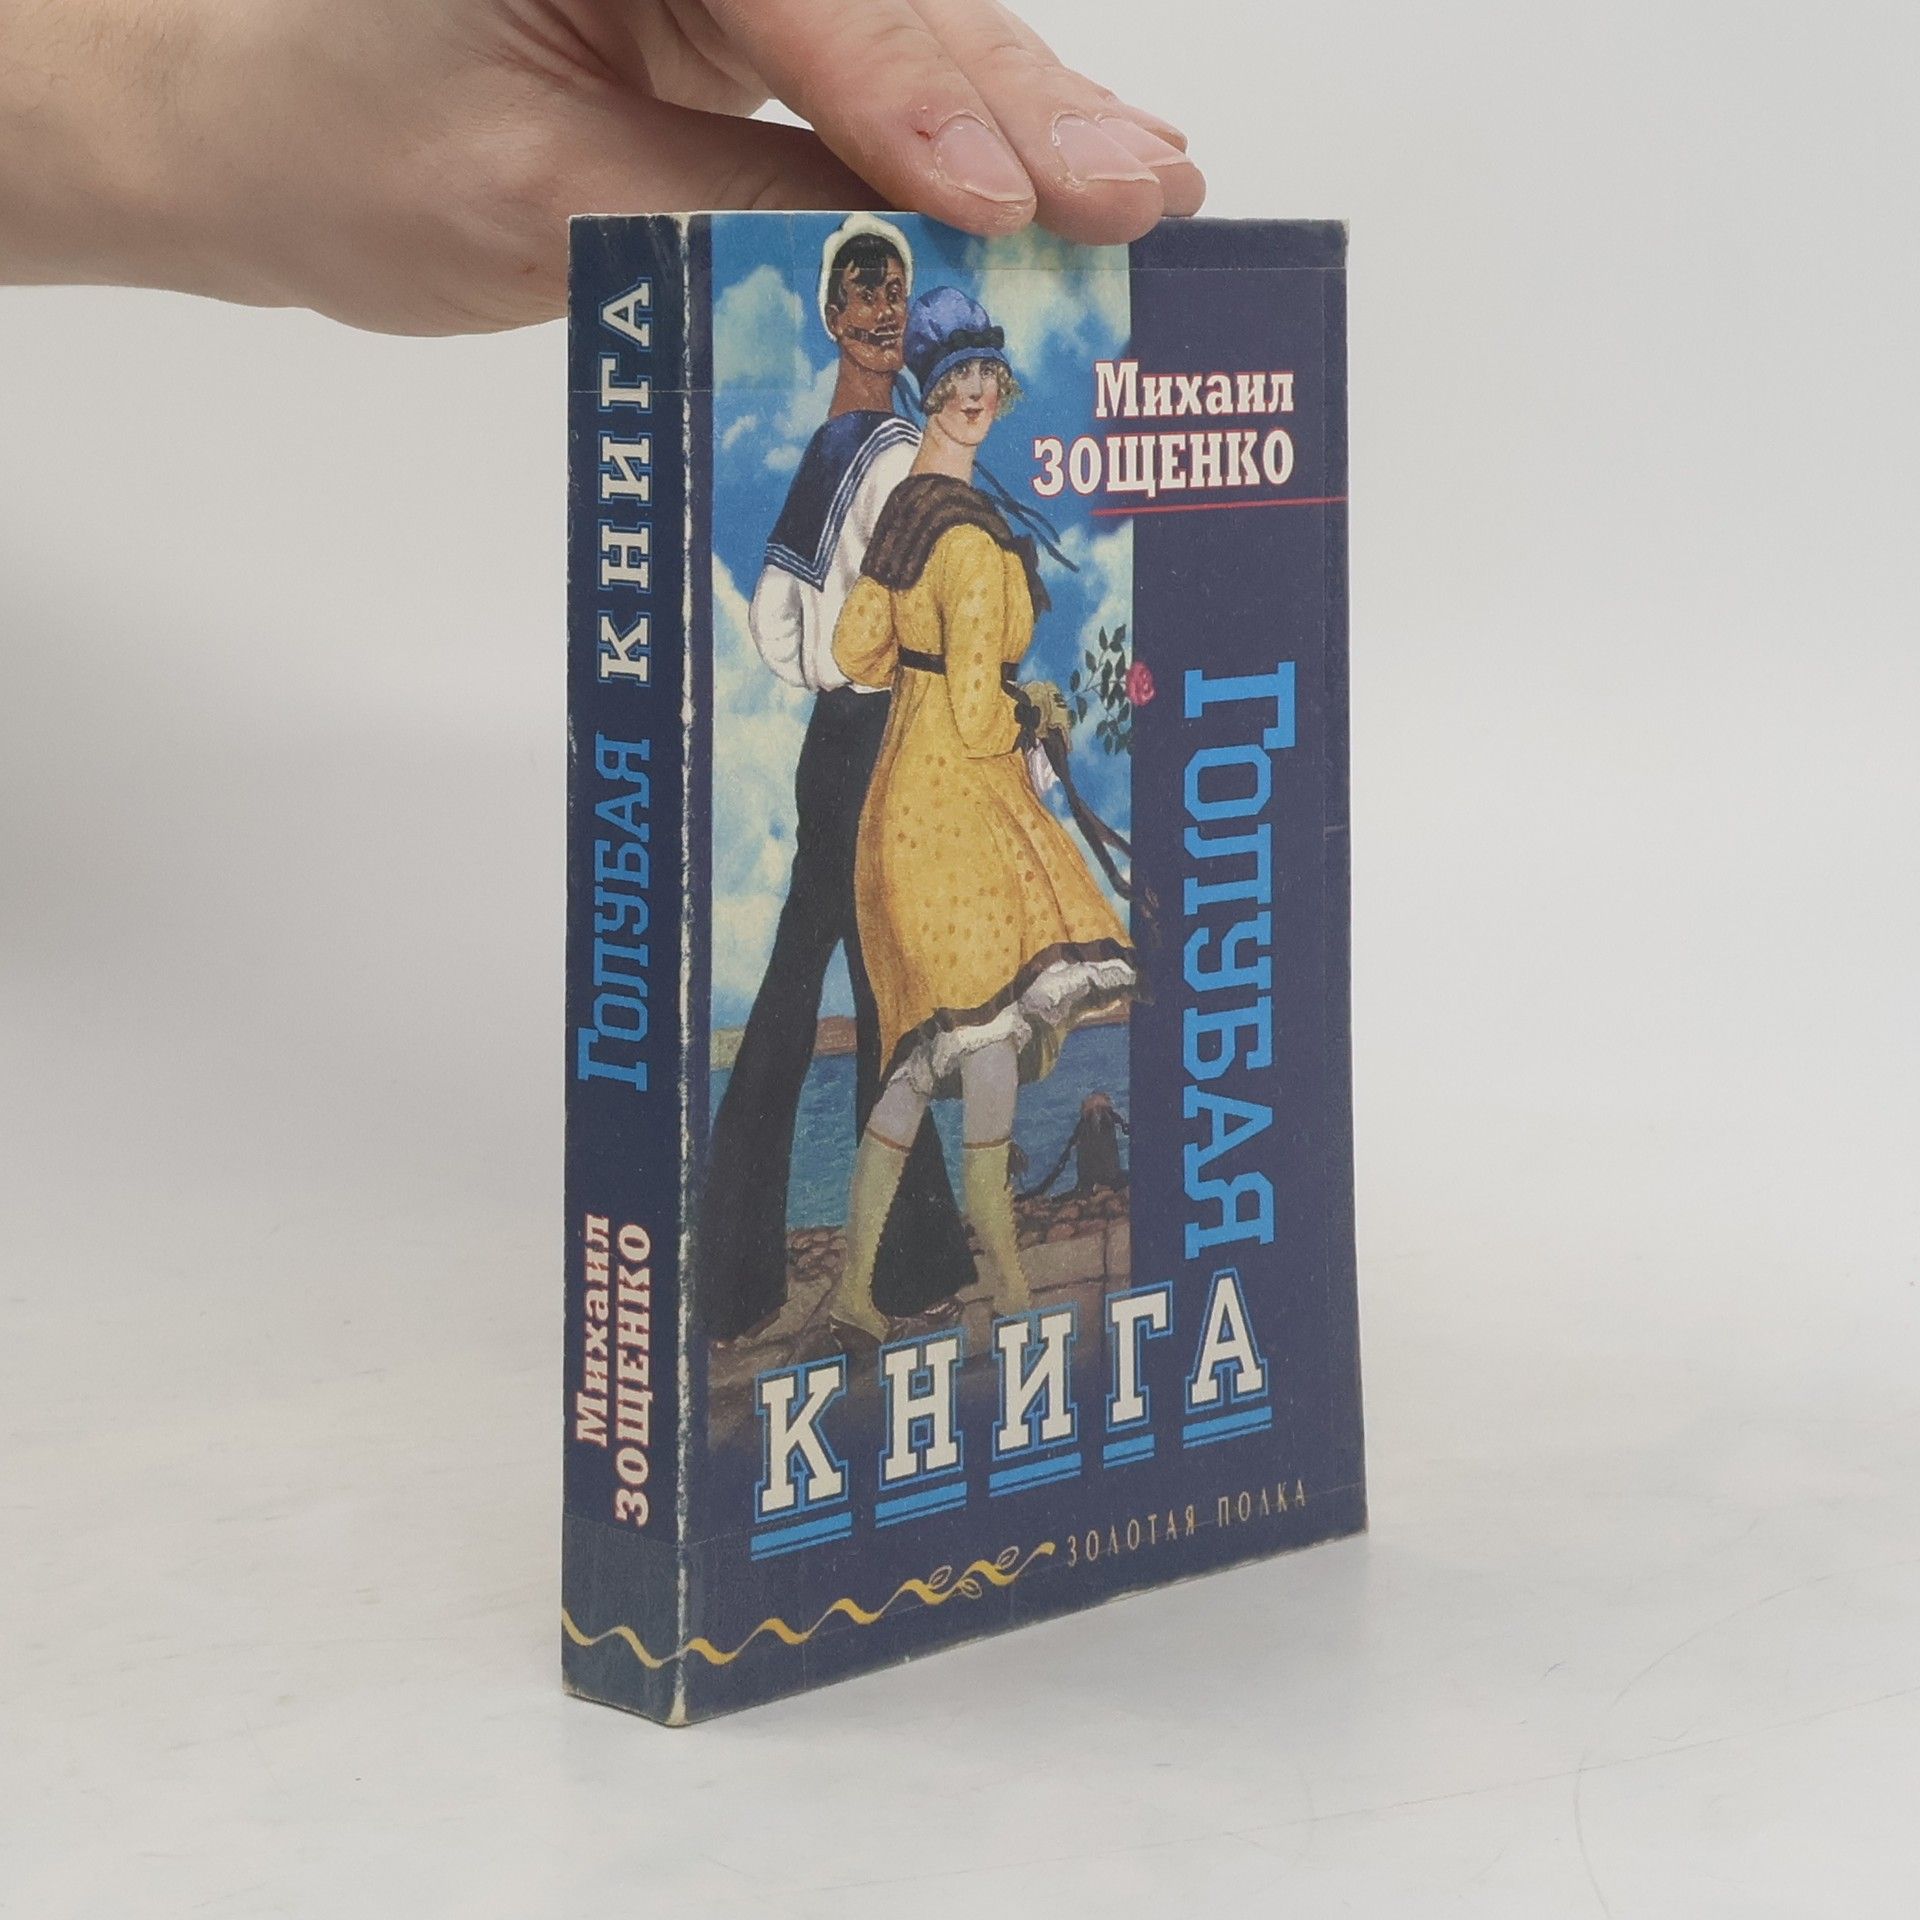 Голубая книга
Михаил
ЗОЩЕНКО
Михаил
ЗОЩЕНКО
Голубая
КНИГА
ЗОЛОТАЯ ПОЛКА